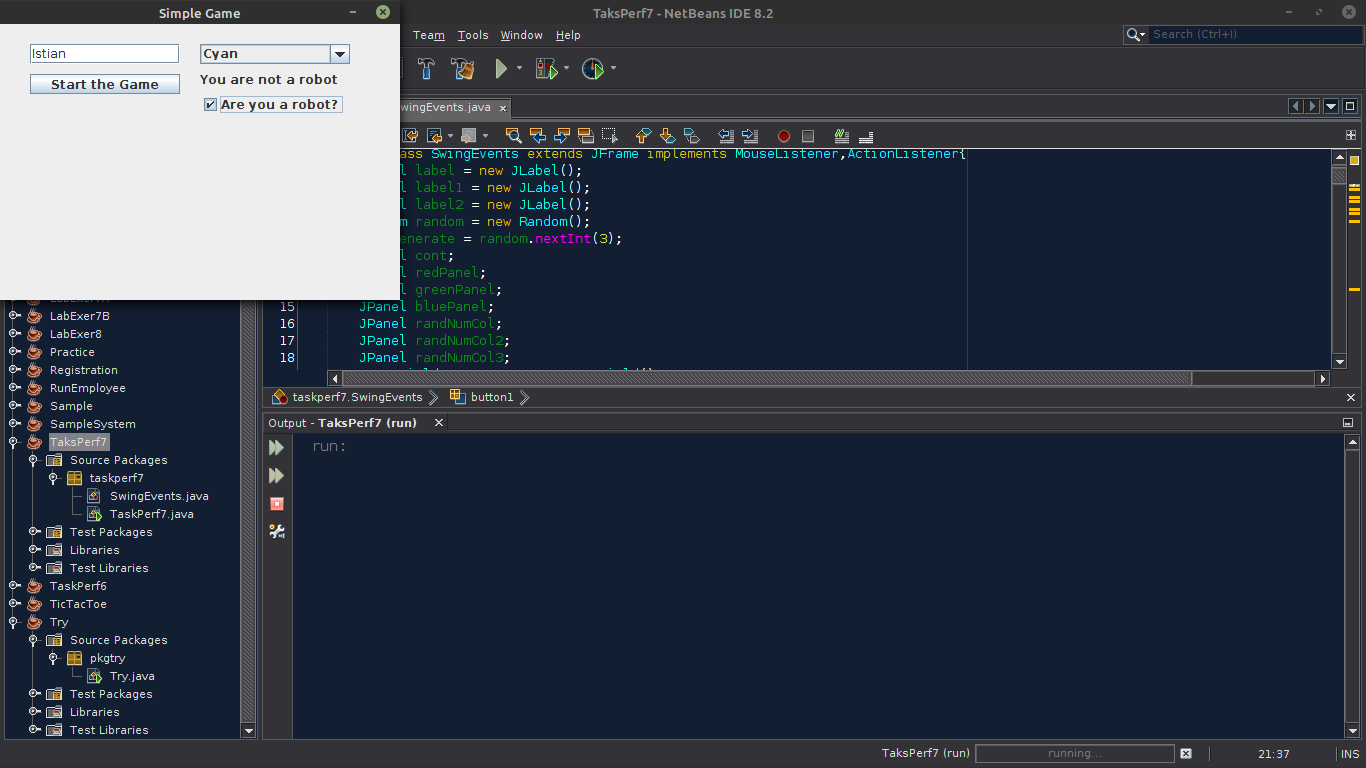 Simple Game
TaksPerf7 - NetBeans IDE 8.2
Team Tools Window Help
Search (Ctrl+I)
Istian
Cyan
Start the Game
You are not a robot
Are you a robot?
wingEvents.java
ass SwingEvents extends JFrame implements MouseListener,ActionListener{
l label = new JLabel();
l label1 = new JLabel();
l label2 = new JLabel();
m random = new Random();
enerate = random.nextInt(3);
l cont;
l redPanel;
l greenPanel;
15 JPanel bluePanel;
16 JPanel randNumCol;
17 JPanel randNumCol2;
18 JPanel randNumCol3;
taskperf7.SwingEvents
button1
LabExer7B
LabExer8
Practice
Registration
RunEmployee
Sample
SampleSystem
TaksPerf7
Source Packages
taskperf7
SwingEvents.java
TaskPerf7.java
Test Packages
Libraries
Test Libraries
TaskPerf6
TicTacToe
Try
Source Packages
pkgtry
Try.java
Test Packages
Libraries
Test Libraries
Output - TaksPerf7 (run)
run:
TaksPerf7 (run)
running...
21:37
INS